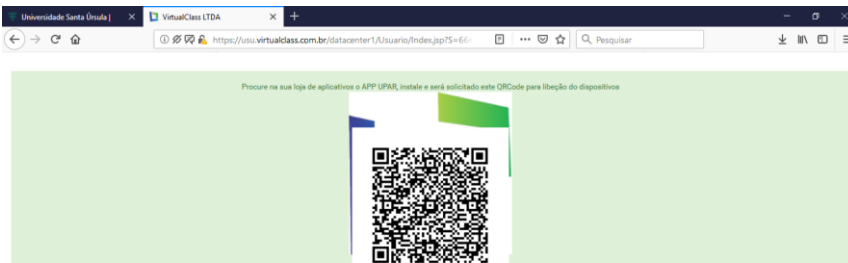 Universidade Santa Úrsula |
VirtualClass LTDA
https://usu.virtualclass.com.br/datacenter1/Usuario/Index.jsp?S=66
Pesquisar
Procure na sua loja de aplicativos o APP UPAR, instale e será solicitado este QRCode para libeção do dispositivos